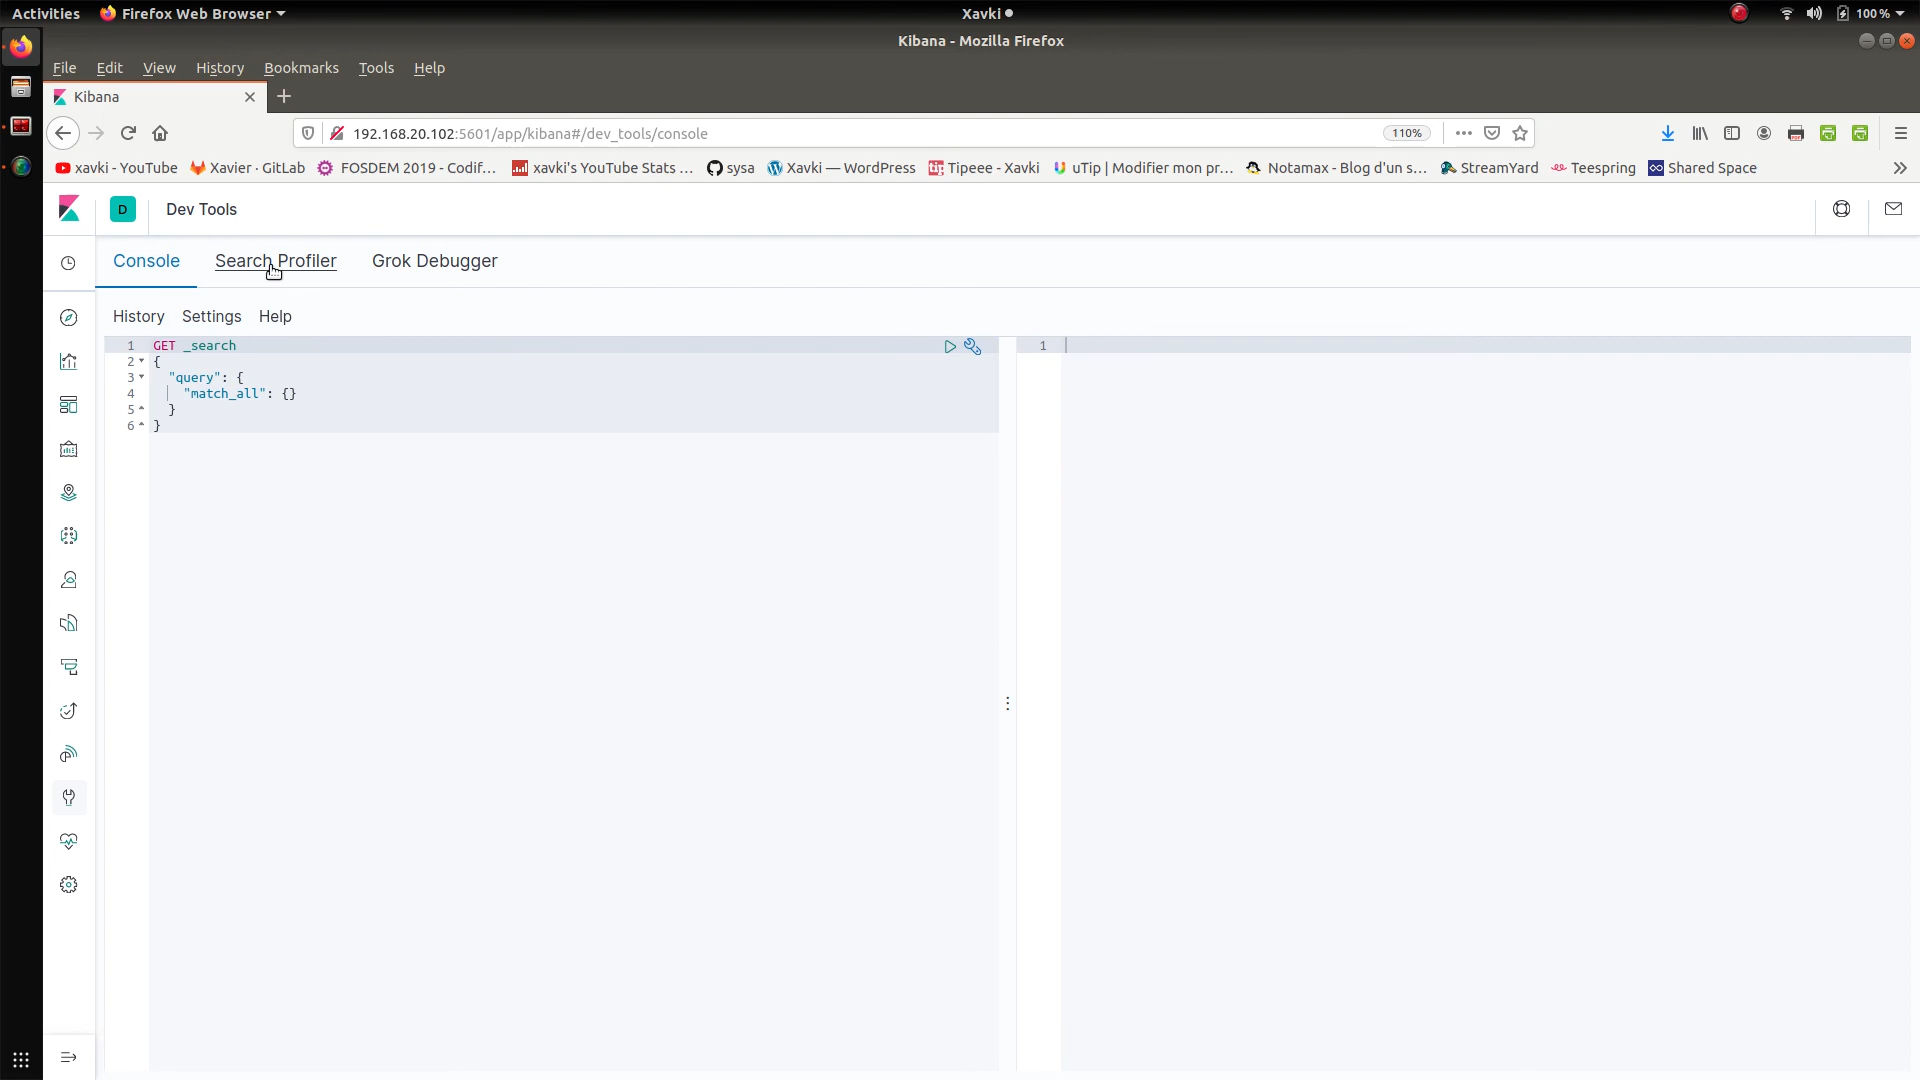 Activities Firefox Web Browser Xavki 100 %
Kibana - Mozilla Firefox
File Edit View History Bookmarks Tools Help
Kibana
192.168.20.102:5601/app/kibana#/dev_tools/console 110%
xavki - YouTube Xavier · GitLab FOSDEM 2019 - Codif... xavki's YouTube Stats ... sysa Xavki — WordPress Tipeee - Xavki uTip | Modifier mon pr... Notamax - Blog d'un s... StreamYard Teespring Shared Space
D Dev Tools
Console Search Profiler Grok Debugger
History Settings Help
1 GET _search 1
2 {
3 "query": {
4 "match_all": {}
5 }
6 }